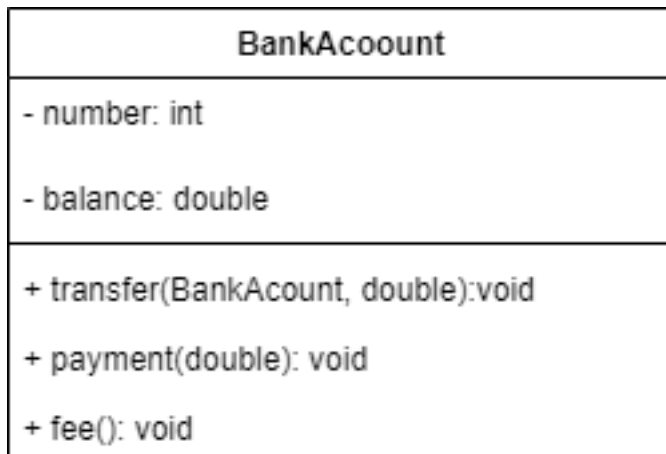 BankAcoount
- number: int
- balance: double
+ transfer(BankAcount, double):void
+ payment(double): void
+ fee(): void